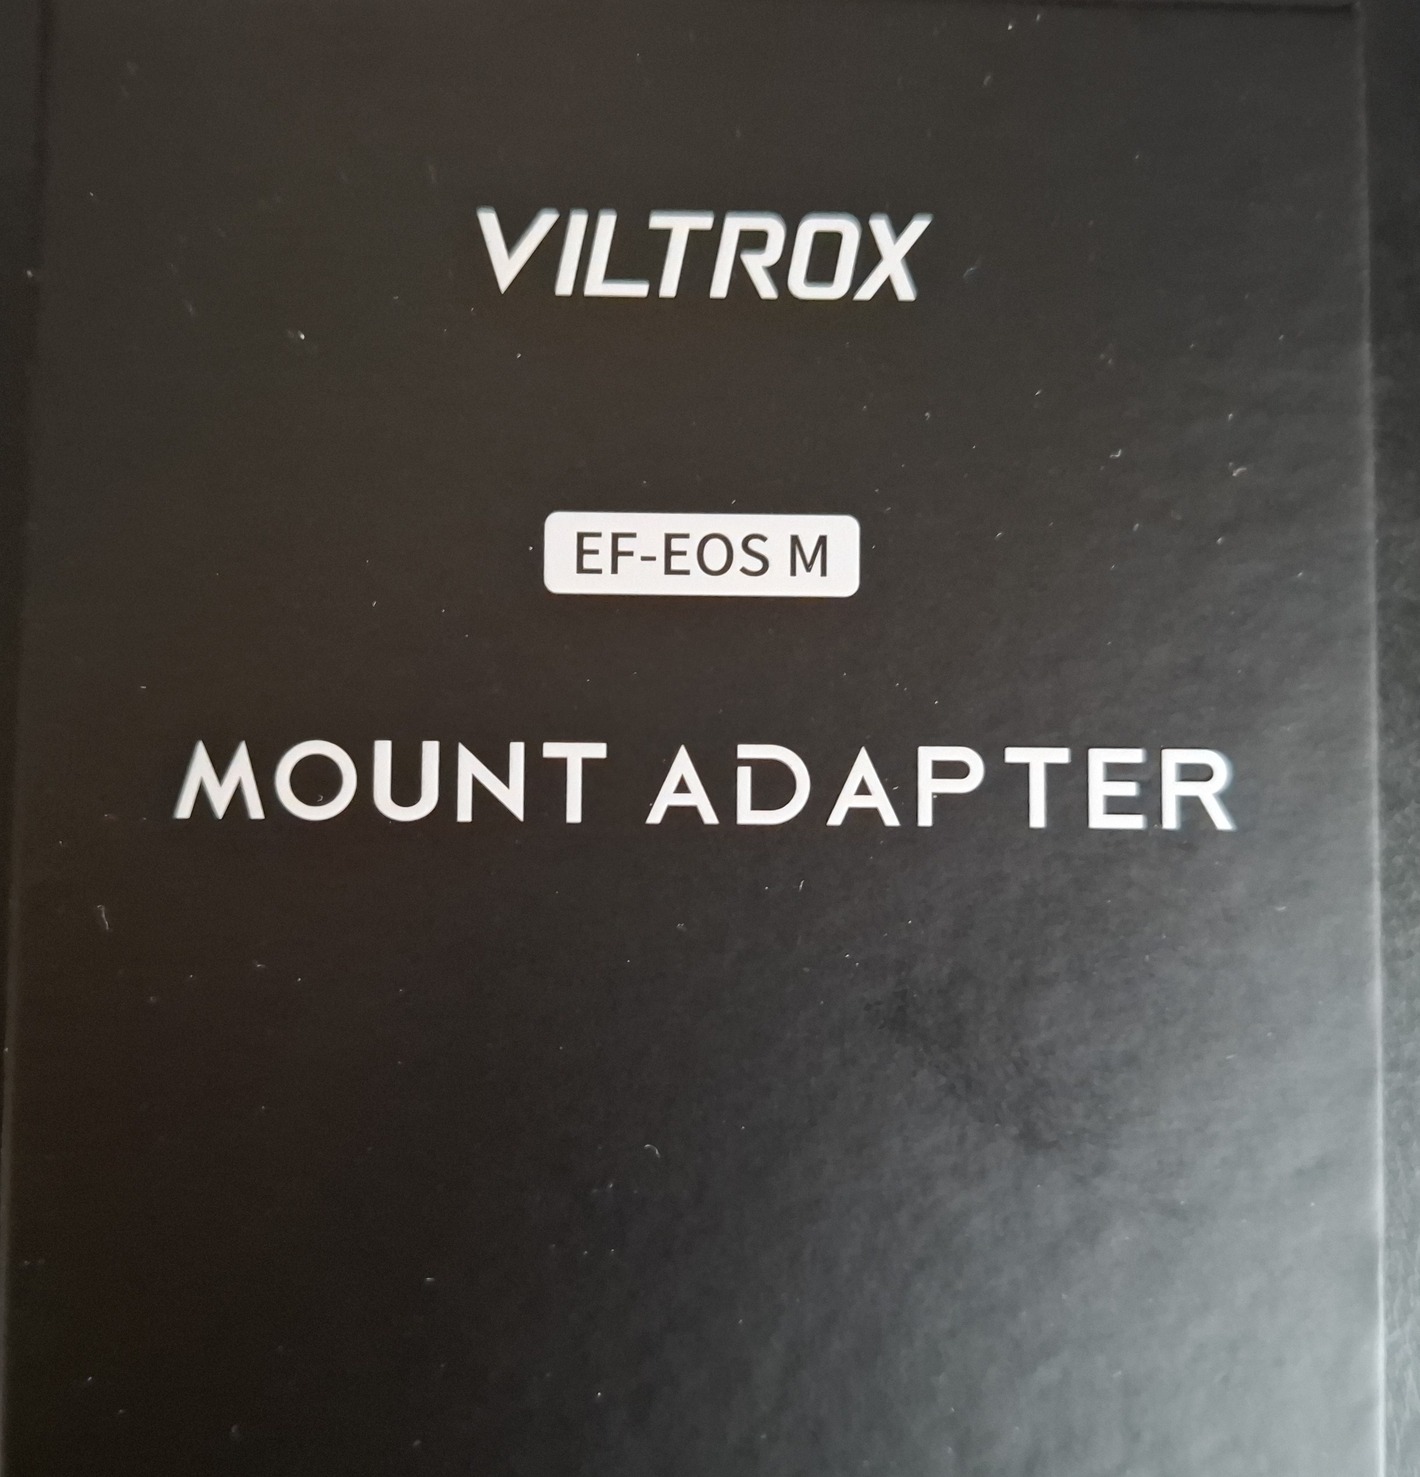 VILTROX
EF-EOS M
MOUNT ADAPTER